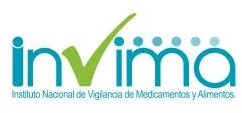 invima
Instituto Nacional de Vigilancia de Medicamentos y Alimentos.